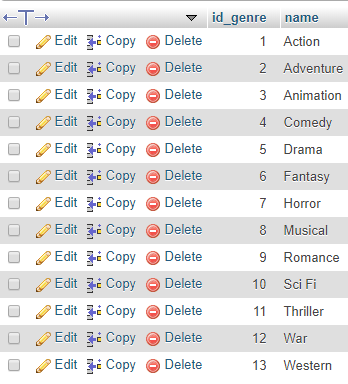 id_genre name
Edit Copy Delete 1 Action
Edit Copy Delete 2 Adventure
Edit Copy Delete 3 Animation
Edit Copy Delete 4 Comedy
Edit Copy Delete 5 Drama
Edit Copy Delete 6 Fantasy
Edit Copy Delete 7 Horror
Edit Copy Delete 8 Musical
Edit Copy Delete 9 Romance
Edit Copy Delete 10 Sci Fi
Edit Copy Delete 11 Thriller
Edit Copy Delete 12 War
Edit Copy Delete 13 Western